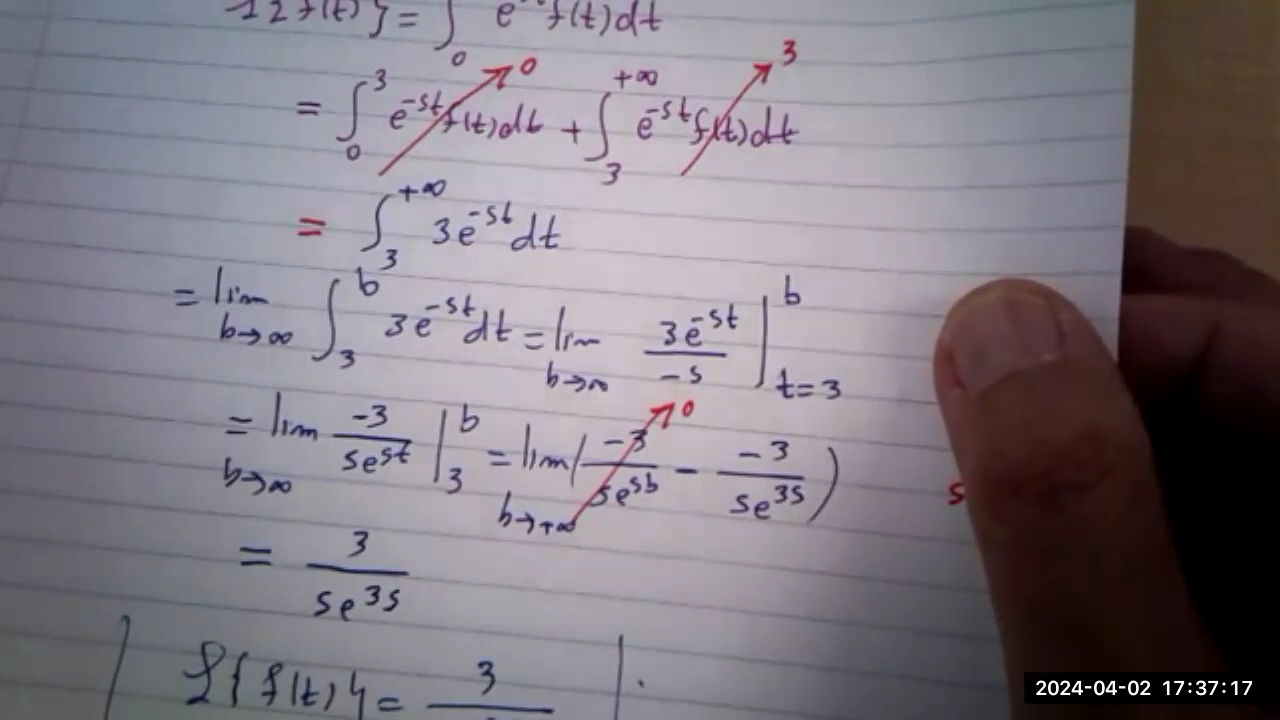 f(t)} = ∫₀ e f(t)dt
= ∫₀³ e^{-st} f(t)dt → 0 + ∫₃^{+∞} e^{-st} f(t)dt → 3
= ∫₃^{+∞} 3e^{-st} dt
= lim_{b→∞} ∫₃^b 3e^{-st} dt = lim_{b→∞} 3e^{-st}/-s |_{t=3}^b
= lim_{b→∞} -3/se^{st} |₃^b = lim_{b→+∞} (-3/se^{sb} → 0 - -3/se^{3s}) s
= 3/se^{3s}
ℒ{f(t)} = 3
2024-04-02 17:37:17